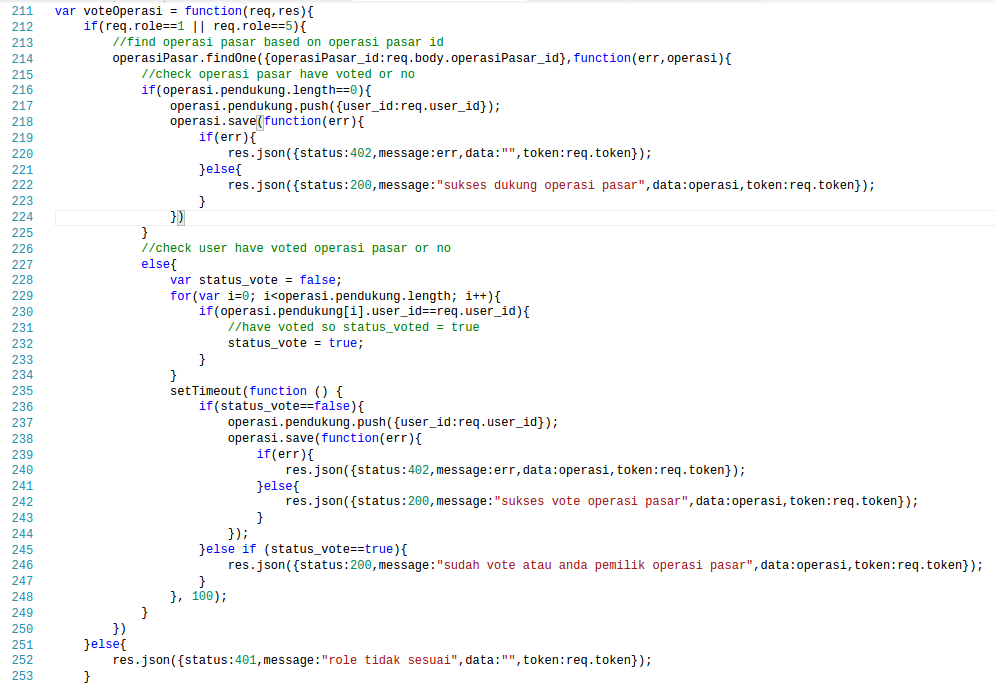 211 var voteOperasi = function(req,res){
212     if(req.role==1 || req.role==5){
213         //find operasi pasar based on operasi pasar id
214         operasiPasar.findOne({operasiPasar_id:req.body.operasiPasar_id},function(err,operasi){
215             //check operasi pasar have voted or no
216             if(operasi.pendukung.length==0){
217                 operasi.pendukung.push({user_id:req.user_id});
218                 operasi.save(function(err){
219                     if(err){
220                         res.json({status:402,message:err,data:"",token:req.token});
221                     }else{
222                         res.json({status:200,message:"sukses dukung operasi pasar",data:operasi,token:req.token});
223                     }
224                 })
225             }
226             //check user have voted operasi pasar or no
227             else{
228                 var status_vote = false;
229                 for(var i=0; i<operasi.pendukung.length; i++){
230                     if(operasi.pendukung[i].user_id==req.user_id){
231                         //have voted so status_voted = true
232                         status_vote = true;
233                     }
234                 }
235                 setTimeout(function () {
236                     if(status_vote==false){
237                         operasi.pendukung.push({user_id:req.user_id});
238                         operasi.save(function(err){
239                             if(err){
240                                 res.json({status:402,message:err,data:operasi,token:req.token});
241                             }else{
242                                 res.json({status:200,message:"sukses vote operasi pasar",data:operasi,token:req.token});
243                             }
244                         });
245                     }else if (status_vote==true){
246                         res.json({status:200,message:"sudah vote atau anda pemilik operasi pasar",data:operasi,token:req.token});
247                     }
248                 }, 100);
249             }
250         })
251     }else{
252         res.json({status:401,message:"role tidak sesuai",data:"",token:req.token});
253     }